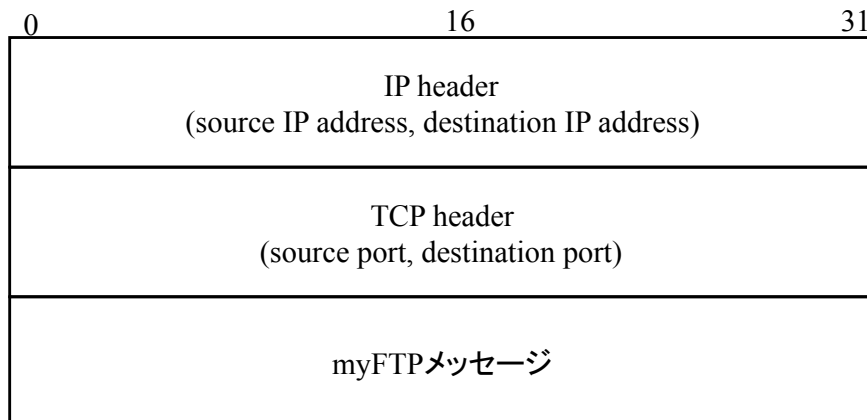 0 16 31
IP header
(source IP address, destination IP address)
TCP header
(source port, destination port)
myFTPメッセージ